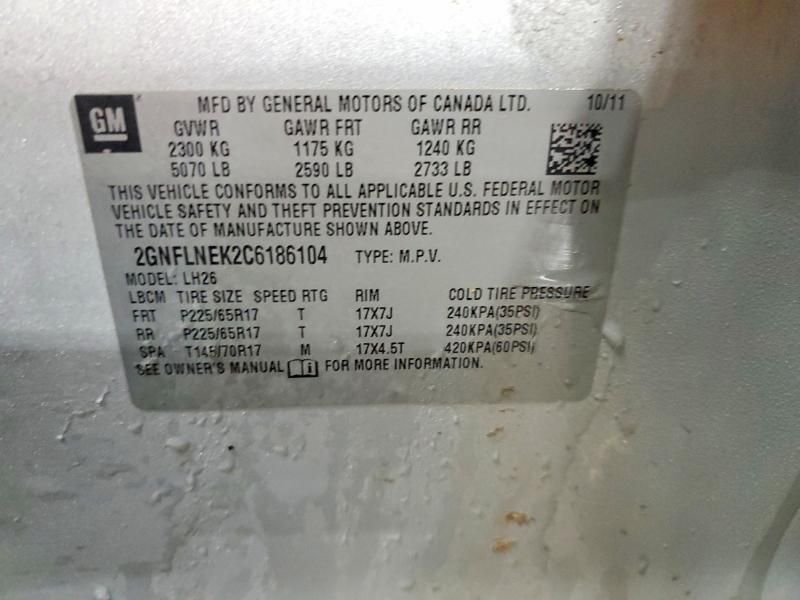 GM MFD BY GENERAL MOTORS OF CANADA LTD. 10/11
GVWR GAWR FRT GAWR RR
2300 KG 1175 KG 1240 KG
5070 LB 2590 LB 2733 LB
THIS VEHICLE CONFORMS TO ALL APPLICABLE U.S. FEDERAL MOTOR
VEHICLE SAFETY AND THEFT PREVENTION STANDARDS IN EFFECT ON
THE DATE OF MANUFACTURE SHOWN ABOVE.
2GNFLNEK2C6186104 TYPE: M.P.V.
MODEL: LH26
LBCM TIRE SIZE SPEED RTG RIM COLD TIRE PRESSURE
FRT P225/65R17 T 17X7J 240KPA(35PSI)
RR P225/65R17 T 17X7J 240KPA(35PSI)
SPA T145/70R17 M 17X4.5T 420KPA(60PSI)
SEE OWNER'S MANUAL i FOR MORE INFORMATION.